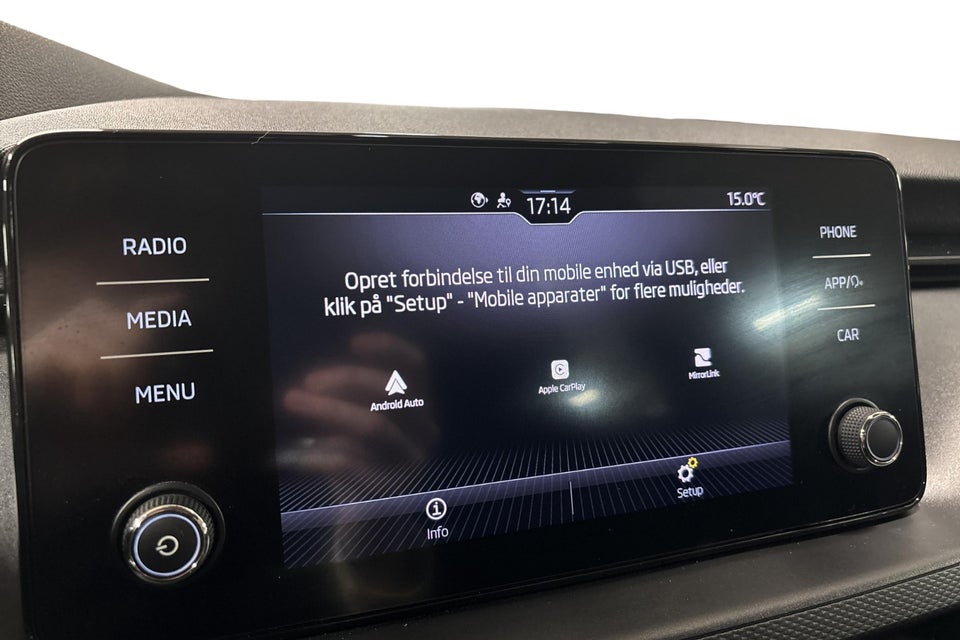 17:14
15.0°C
RADIO
MEDIA
MENU
Opret forbindelse til din mobile enhed via USB, eller
klik på "Setup" - "Mobile apparater" for flere muligheder.
Android Auto
Apple CarPlay
MirrorLink
Info
Setup
PHONE
APP/
CAR